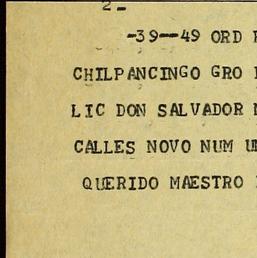 2-
-39--49 ORD
CHILPANCINGO GRO
LIC DON SALVADOR
CALLES NOVO NUM
QUERIDO MAESTRO